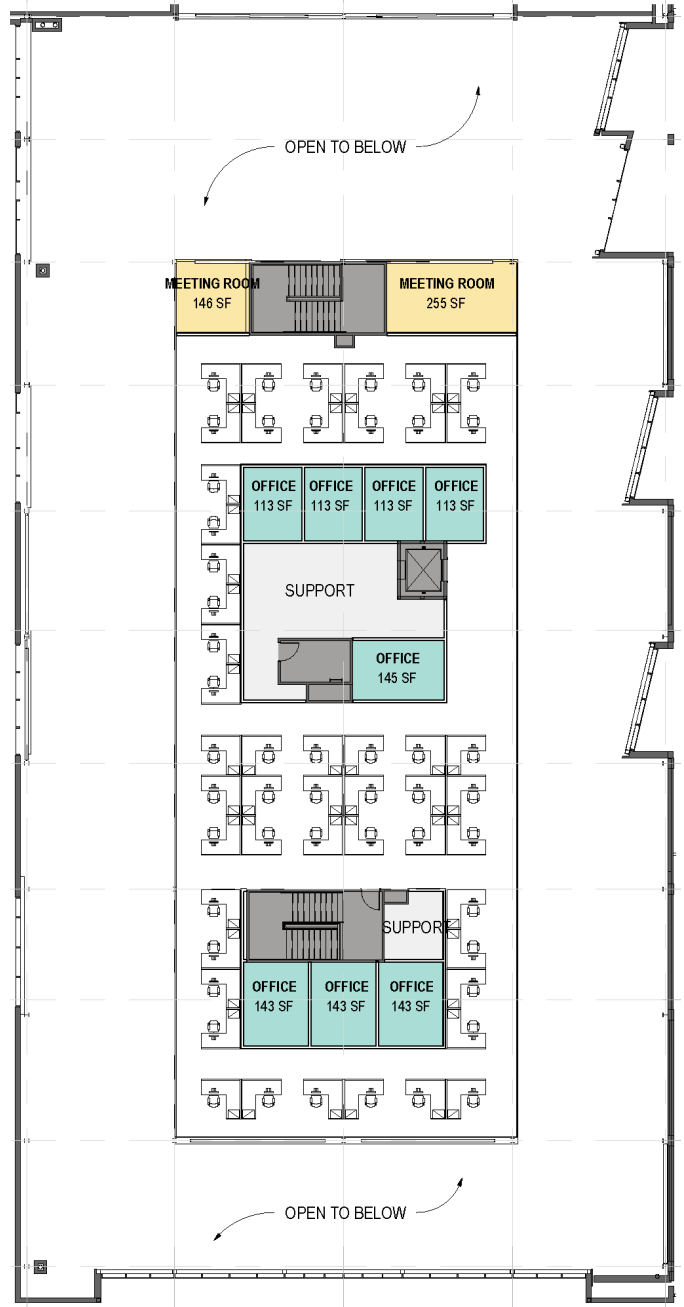 OPEN TO BELOW
MEETING ROOM
146 SF
MEETING ROOM
255 SF
OFFICE
113 SF
OFFICE
113 SF
OFFICE
113 SF
OFFICE
113 SF
SUPPORT
OFFICE
145 SF
SUPPORT
OFFICE
143 SF
OFFICE
143 SF
OFFICE
143 SF
OPEN TO BELOW